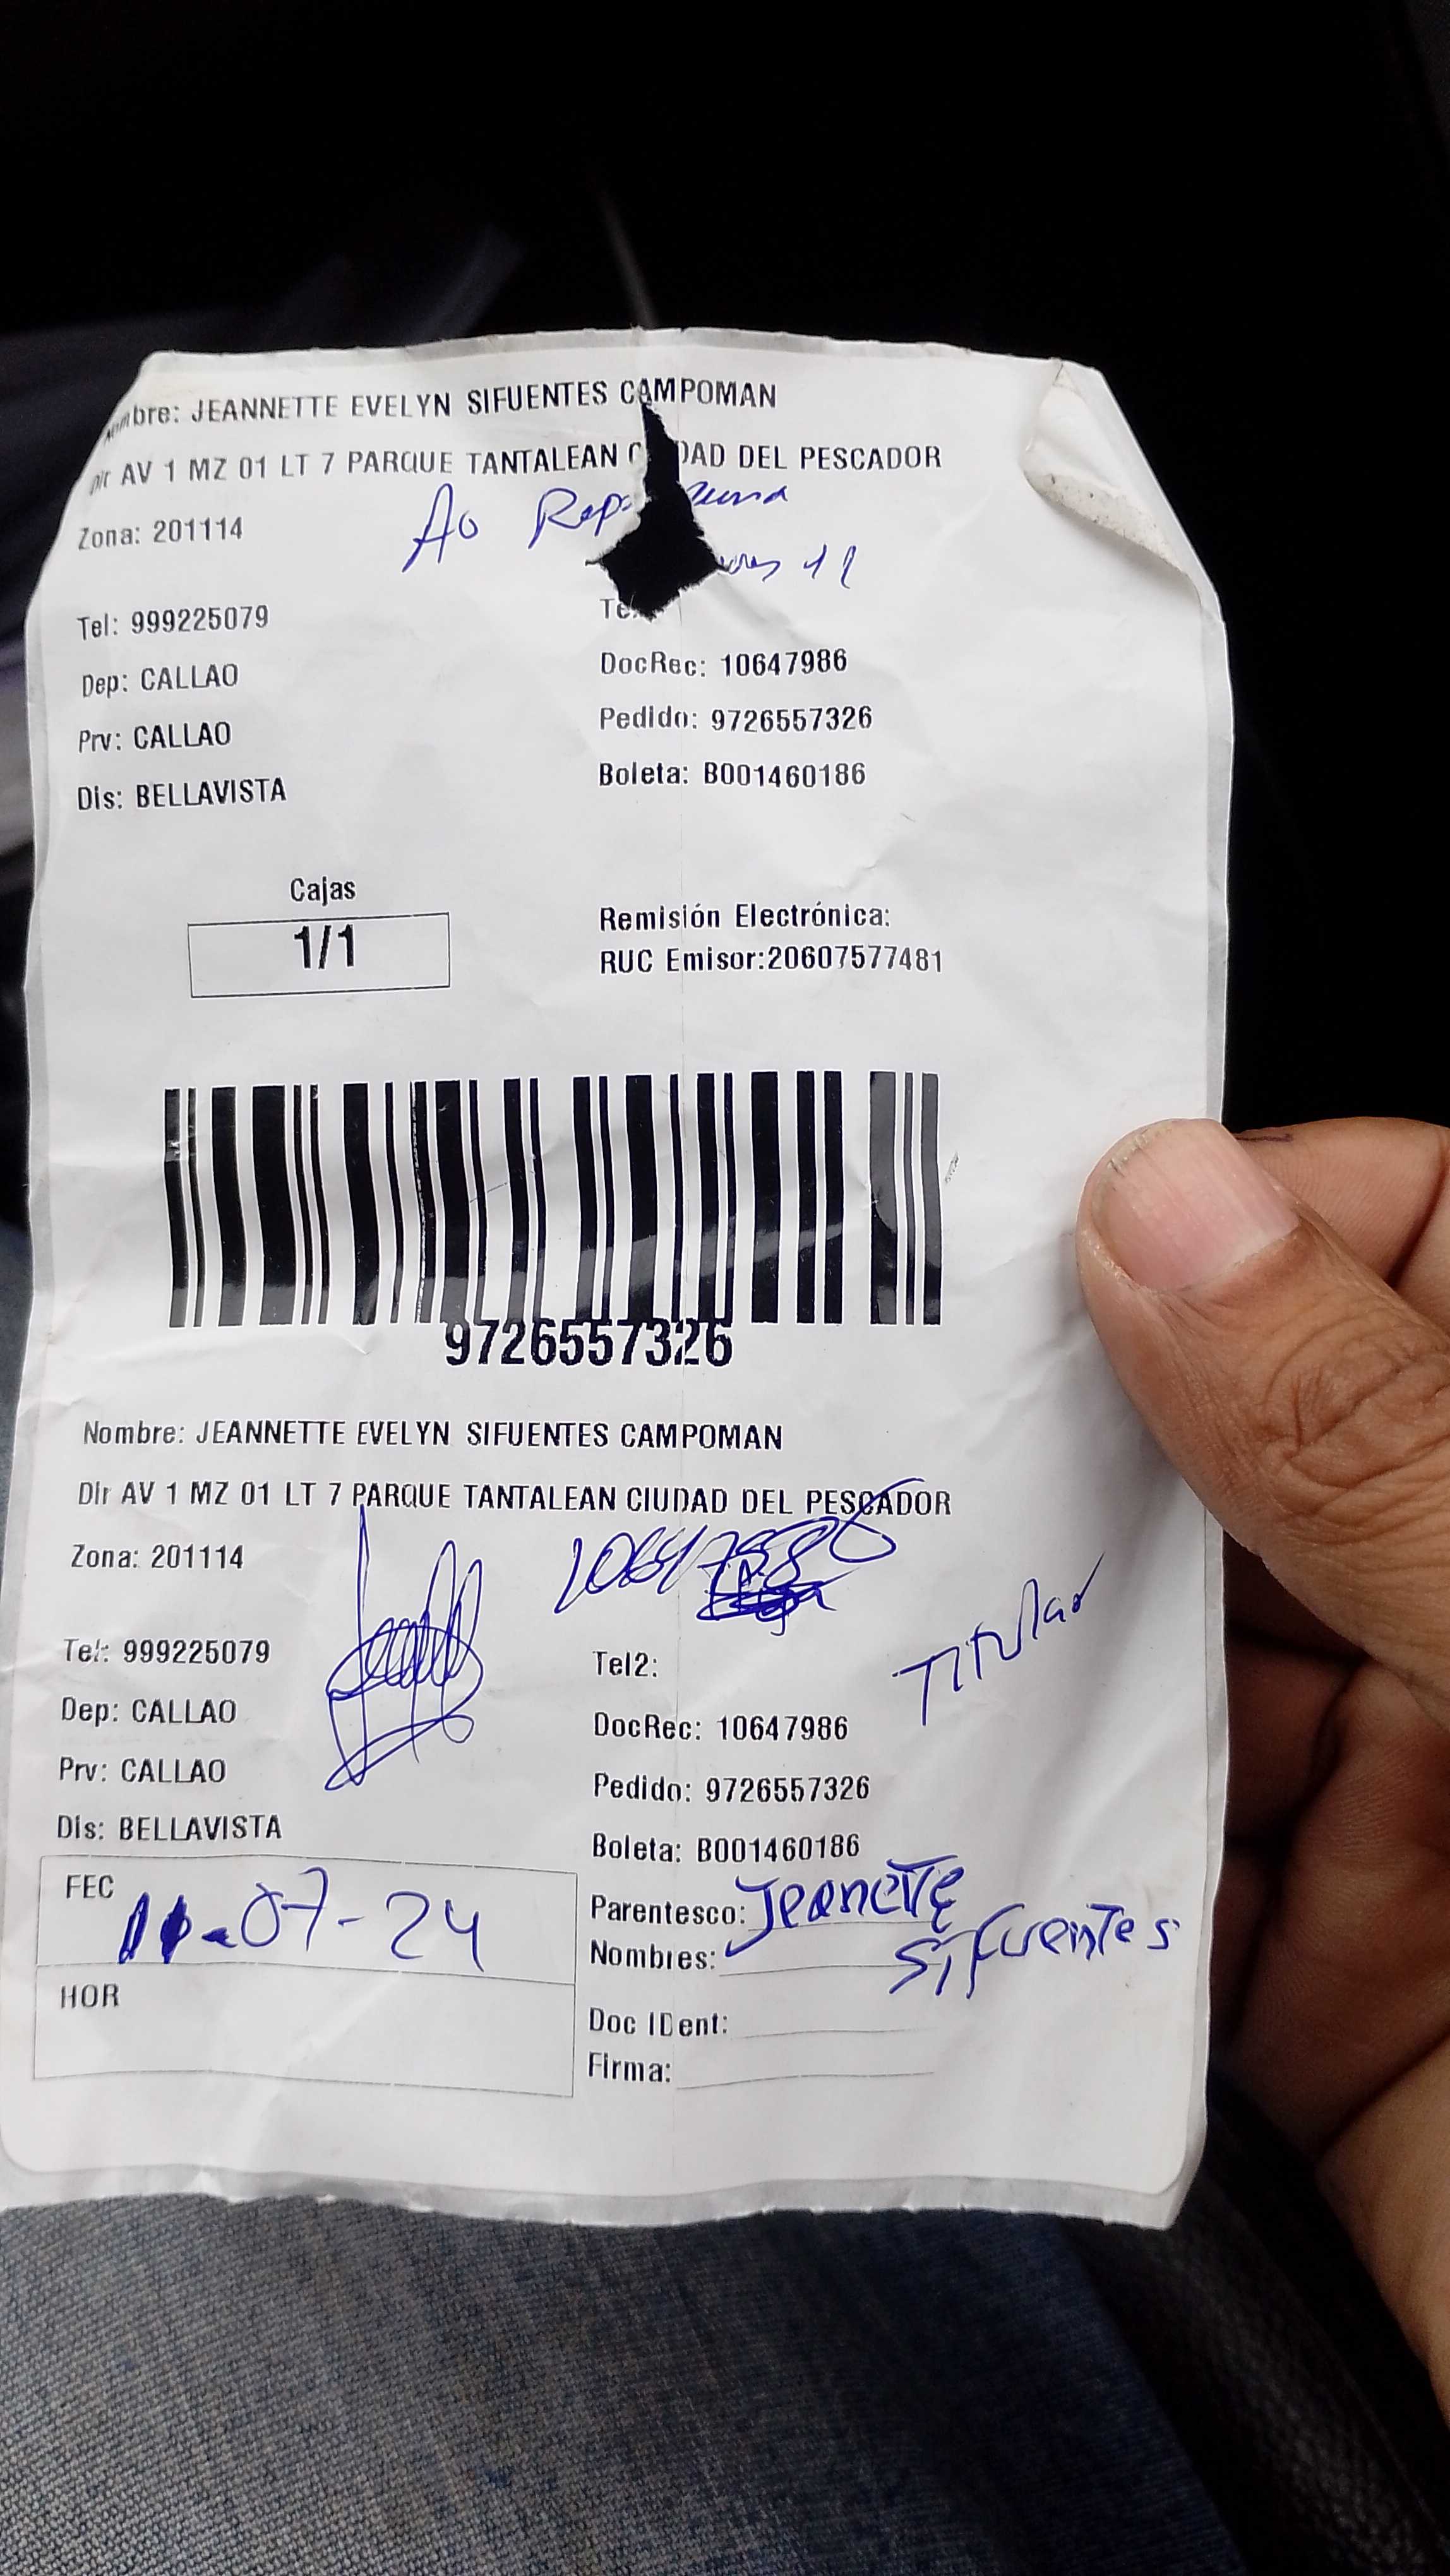 bre: JEANNETTE EVELYN SIFUENTES CAMPOMAN
Dir AV 1 MZ 01 LT 7 PARQUE TANTALEAN C DAD DEL PESCADOR
Ao
Zona: 201114
Tel: 999225079
Dep: CALLAO
DocRec: 10647986
Prv: CALLAO
Pedido: 9726557326
Dis: BELLAVISTA
Boleta: B001460186
Cajas
1/1
Remisión Electrónica:
RUC Emisor:20607577481
9726557326
Nombre: JEANNETTE EVELYN SIFUENTES CAMPOMAN
Dir AV 1 MZ 01 LT 7 PARQUE TANTALEAN CIUDAD DEL PESCADOR
Zona: 201114
Titular
Tel: 999225079
Tel2:
Dep: CALLAO
DocRec: 10647986
Prv: CALLAO
Pedido: 9726557326
Dis: BELLAVISTA
Boleta: B001460186
FEC 11-07-24
Parentesco: Jeanette
Nombres: Sifuentes
HOR
Doc IDent:
Firma: